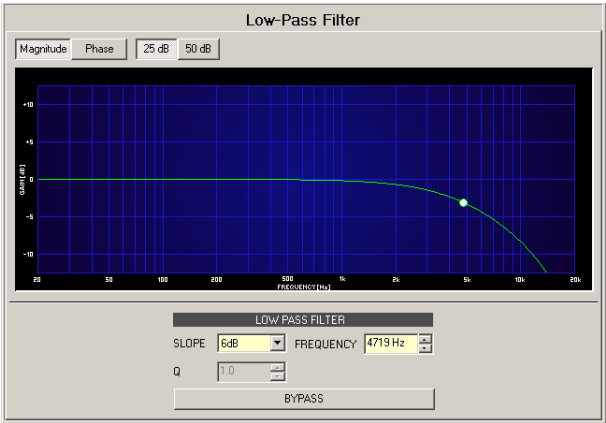 Low-Pass Filter
Magnitude Phase 25 dB 50 dB
+10
+5
0
-5
-10
GAIN [dB]
20 50 100 200 500 1k 2k 5k 10k 20k
FREQUENCY [Hz]
LOW PASS FILTER
SLOPE 6dB FREQUENCY 4719 Hz
Q 1.0
BYPASS